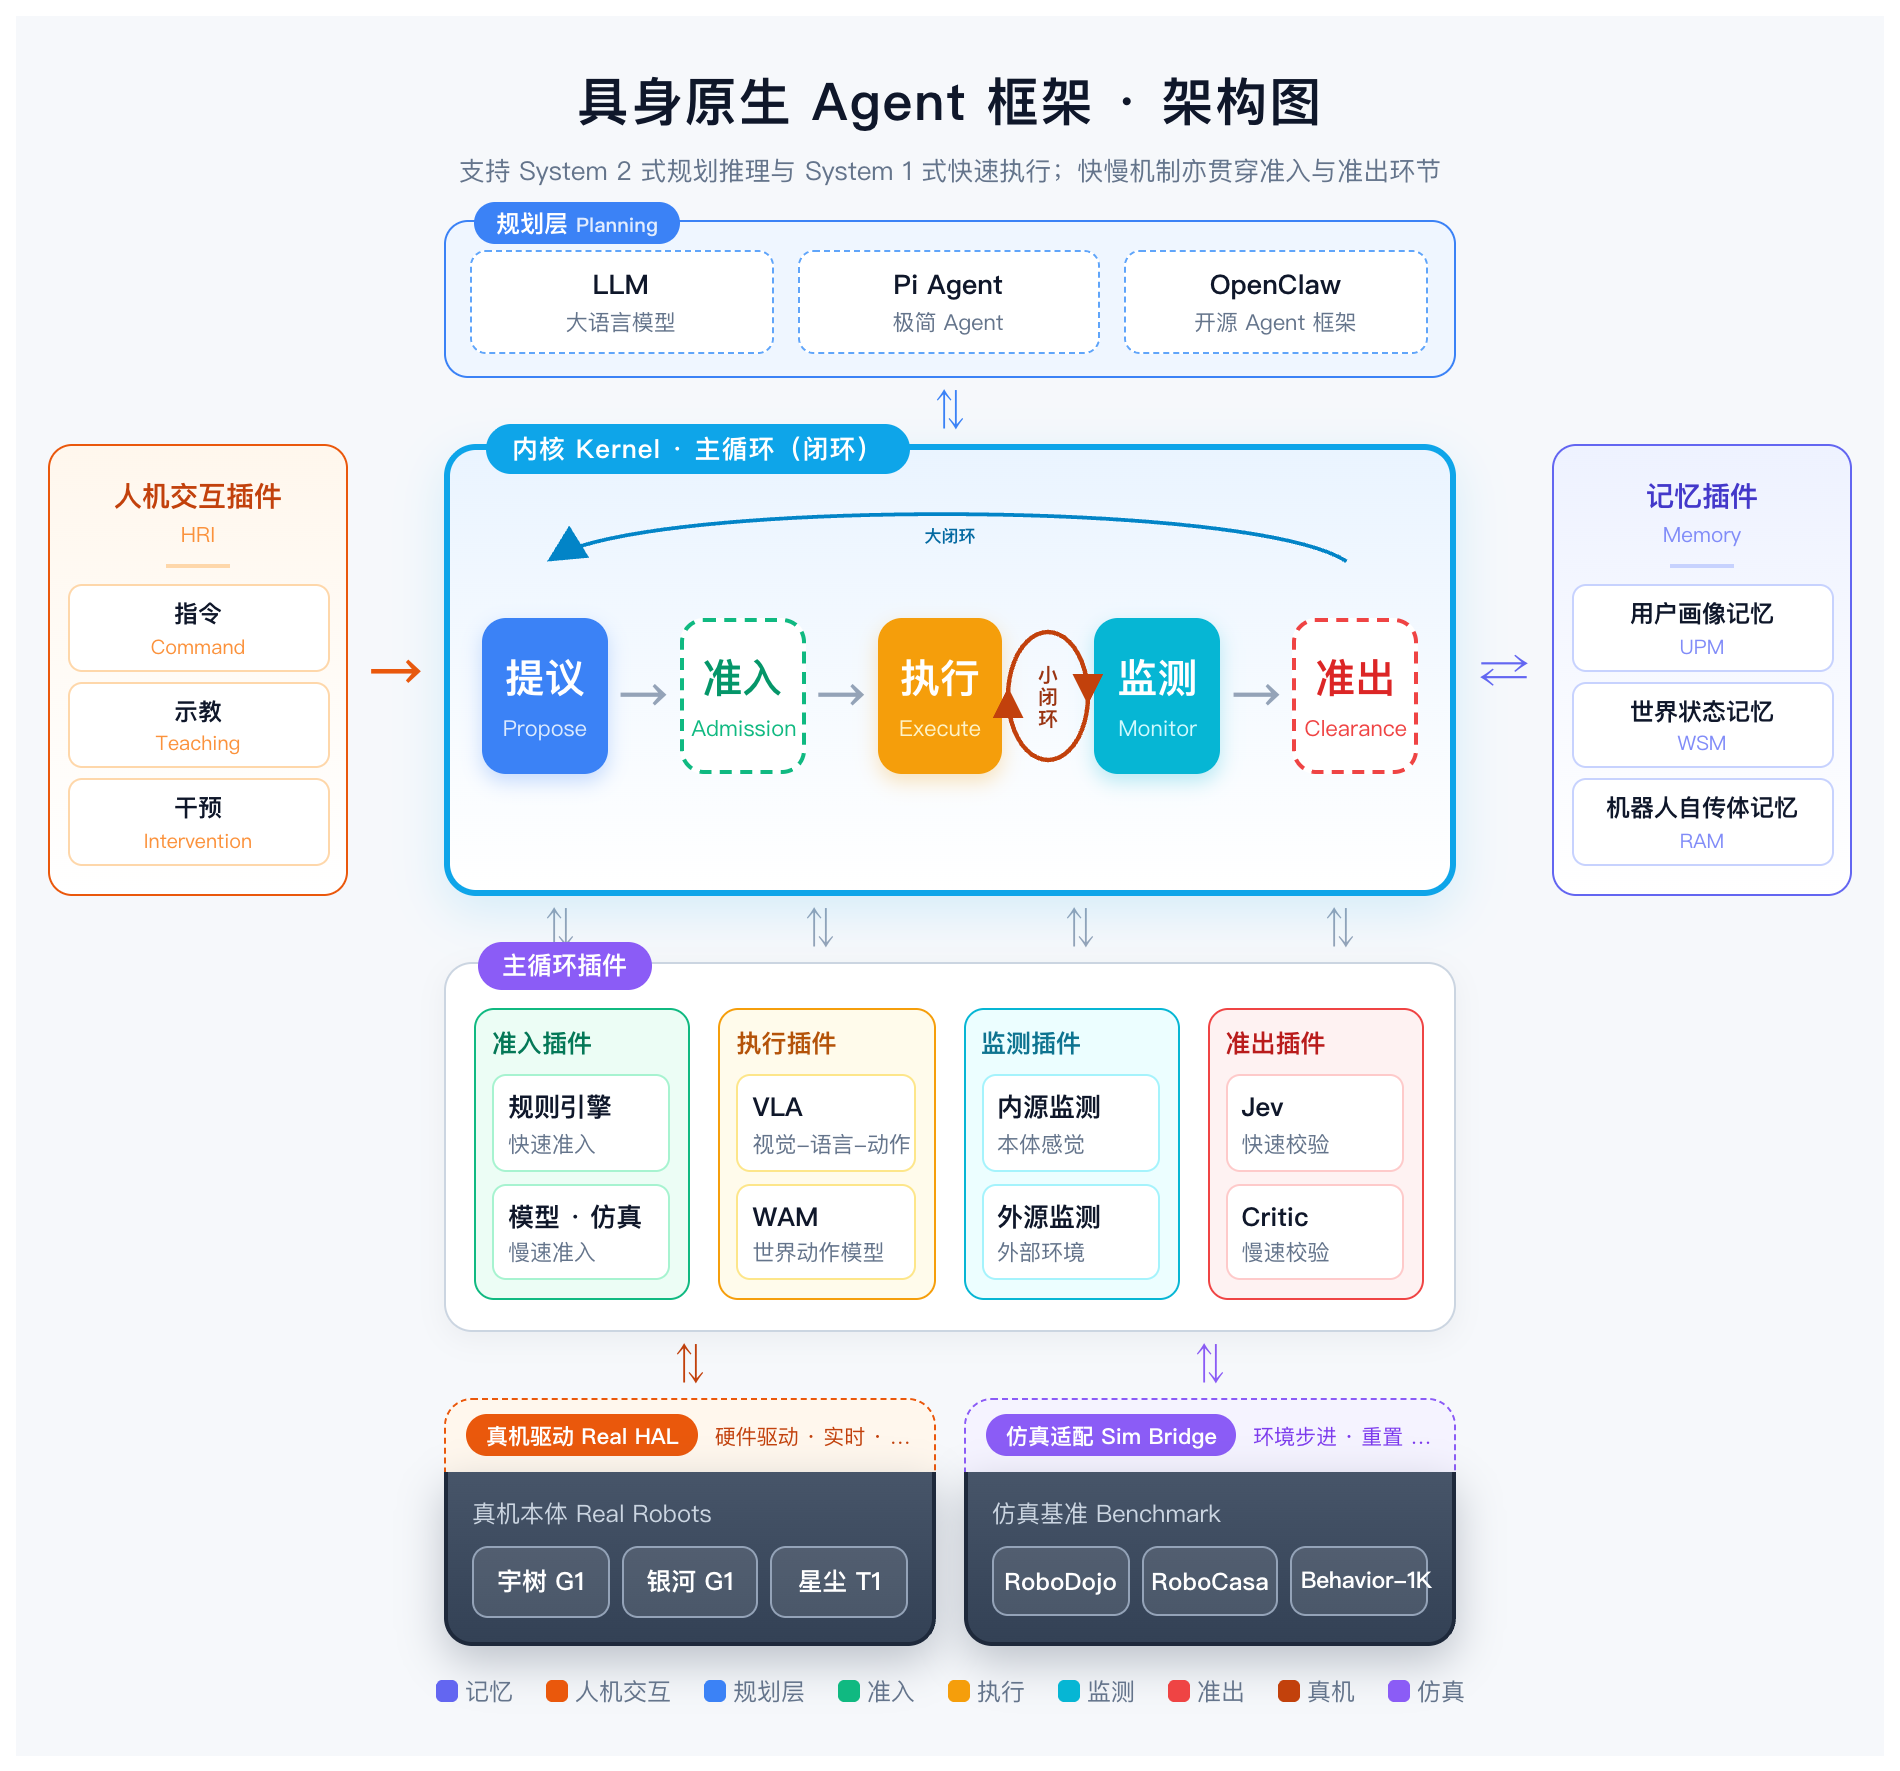 具身原生 Agent 框架 · 架构图
支持 System 2 式规划推理与 System 1 式快速执行；快慢机制亦贯穿准入与准出环节
规划层 Planning
LLM
大语言模型
Pi Agent
极简 Agent
OpenClaw
开源 Agent 框架
人机交互插件
HRI
指令
Command
示教
Teaching
干预
Intervention
内核 Kernel · 主循环（闭环）
大闭环
提议
Propose
准入
Admission
执行
Execute
小
闭
环
监测
Monitor
准出
Clearance
记忆插件
Memory
用户画像记忆
UPM
世界状态记忆
WSM
机器人自传体记忆
RAM
主循环插件
准入插件
规则引擎
快速准入
模型 · 仿真
慢速准入
执行插件
VLA
视觉–语言–动作
WAM
世界动作模型
监测插件
内源监测
本体感觉
外源监测
外部环境
准出插件
Jev
快速校验
Critic
慢速校验
真机驱动 Real HAL
硬件驱动 · 实时 · …
真机本体 Real Robots
宇树 G1
银河 G1
星尘 T1
仿真适配 Sim Bridge
环境步进 · 重置 …
仿真基准 Benchmark
RoboDojo
RoboCasa
Behavior–1K
记忆
人机交互
规划层
准入
执行
监测
准出
真机
仿真